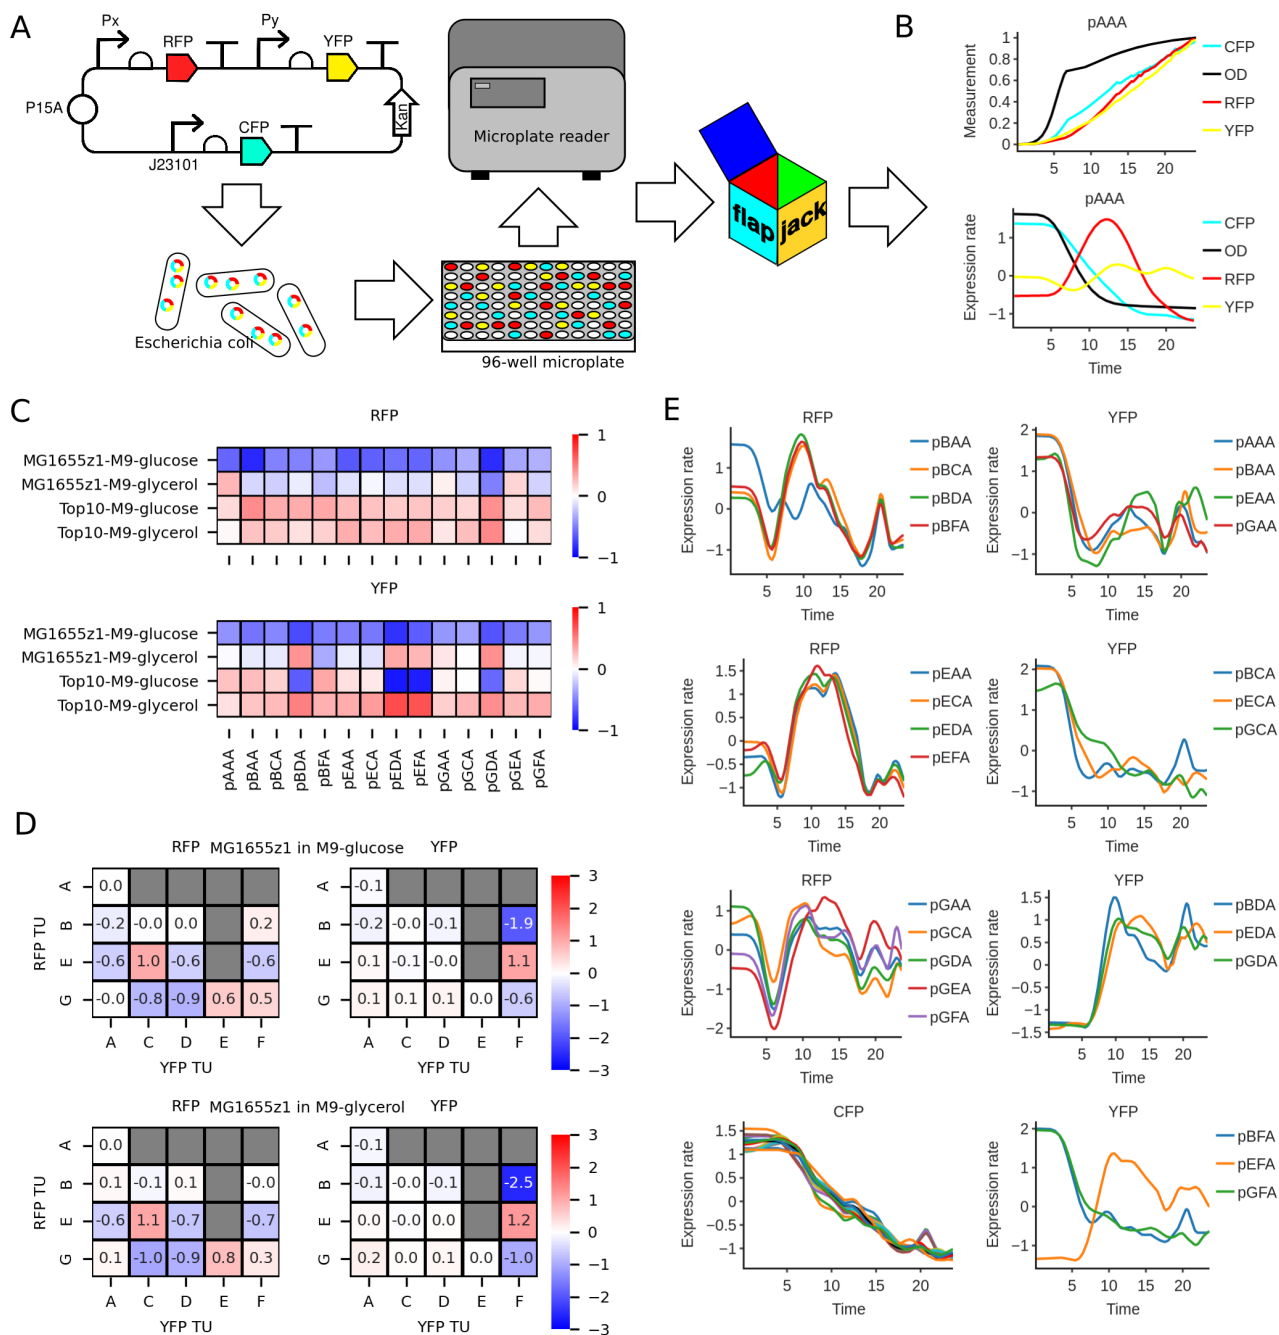 A
Px
RFP
Py
YFP
P15A
Kan
J23101
CFP
Escherichia coli
Microplate reader
96-well microplate
flap
jack
B
pAAA
Measurement
1
0.8
0.6
0.4
0.2
0
5
10
15
20
CFP
OD
RFP
YFP
pAAA
Expression rate
1
0
−1
5
10
15
20
Time
CFP
OD
RFP
YFP
C
RFP
MG1655z1-M9-glucose
MG1655z1-M9-glycerol
Top10-M9-glucose
Top10-M9-glycerol
1
0
−1
YFP
MG1655z1-M9-glucose
MG1655z1-M9-glycerol
Top10-M9-glucose
Top10-M9-glycerol
1
0
−1
pAAA
pBAA
pBCA
pBDA
pBFA
pEAA
pECA
pEDA
pEFA
pGAA
pGCA
pGDA
pGEA
pGFA
D
RFP MG1655z1 in M9-glucose YFP
RFP TU
A 0.0
B -0.2 -0.0 0.0 0.2
E -0.6 1.0 -0.6 -0.6
G -0.0 -0.8 -0.9 0.6 0.5
A C D E F
YFP TU
A -0.1
B -0.2 -0.0 -0.1 -1.9
E 0.1 -0.1 -0.0 1.1
G 0.1 0.1 0.1 0.0 -0.6
A C D E F
YFP TU
3
2
1
0
−1
−2
−3
RFP MG1655z1 in M9-glycerol YFP
RFP TU
A 0.0
B 0.1 -0.1 0.1 -0.0
E -0.6 1.1 -0.7 -0.7
G 0.1 -1.0 -0.9 0.8 0.3
A C D E F
YFP TU
A -0.1
B -0.1 -0.0 -0.1 -2.5
E 0.0 -0.0 0.0 1.2
G 0.2 0.0 0.1 0.0 -1.0
A C D E F
YFP TU
3
2
1
0
−1
−2
−3
E
RFP
Expression rate
1
0
−1
5
10
15
20
Time
pBAA
pBCA
pBDA
pBFA
YFP
Expression rate
2
1
0
−1
5
10
15
20
Time
pAAA
pBAA
pEAA
pGAA
RFP
Expression rate
1.5
1
0.5
0
−0.5
−1
5
10
15
20
Time
pEAA
pECA
pEDA
pEFA
YFP
Expression rate
2
1
0
−1
5
10
15
20
Time
pBCA
pECA
pGCA
RFP
Expression rate
1
0
−1
−2
5
10
15
20
Time
pGAA
pGCA
pGDA
pGEA
pGFA
YFP
Expression rate
1.5
1
0.5
0
−0.5
−1
−1.5
5
10
15
20
Time
pBDA
pEDA
pGDA
CFP
Expression rate
1.5
1
0.5
0
−0.5
−1
5
10
15
20
Time
YFP
Expression rate
2
1
0
−1
5
10
15
20
Time
pBFA
pEFA
pGFA